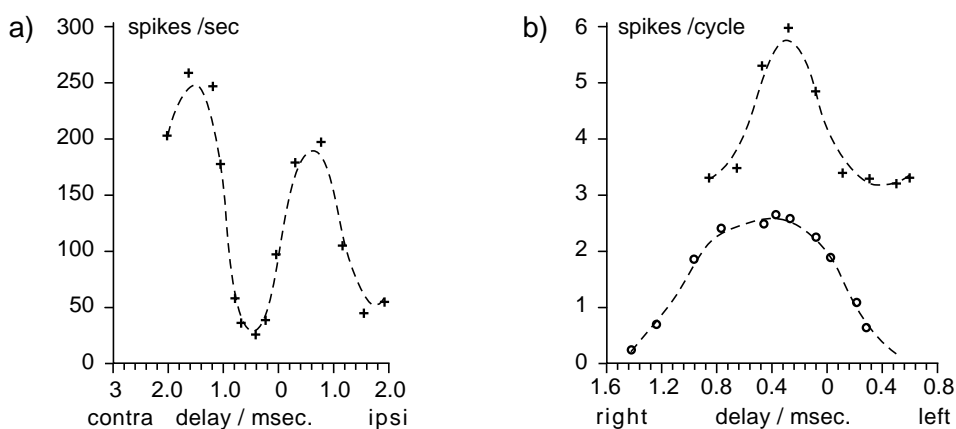 a)
spikes /sec
300
250
200
150
100
50
0
3 2.0 1.0 0 1.0 2.0
contra delay / msec. ipsi
b)
spikes /cycle
6
5
4
3
2
1
0
1.6 1.2 0.8 0.4 0 0.4 0.8
right delay / msec. left